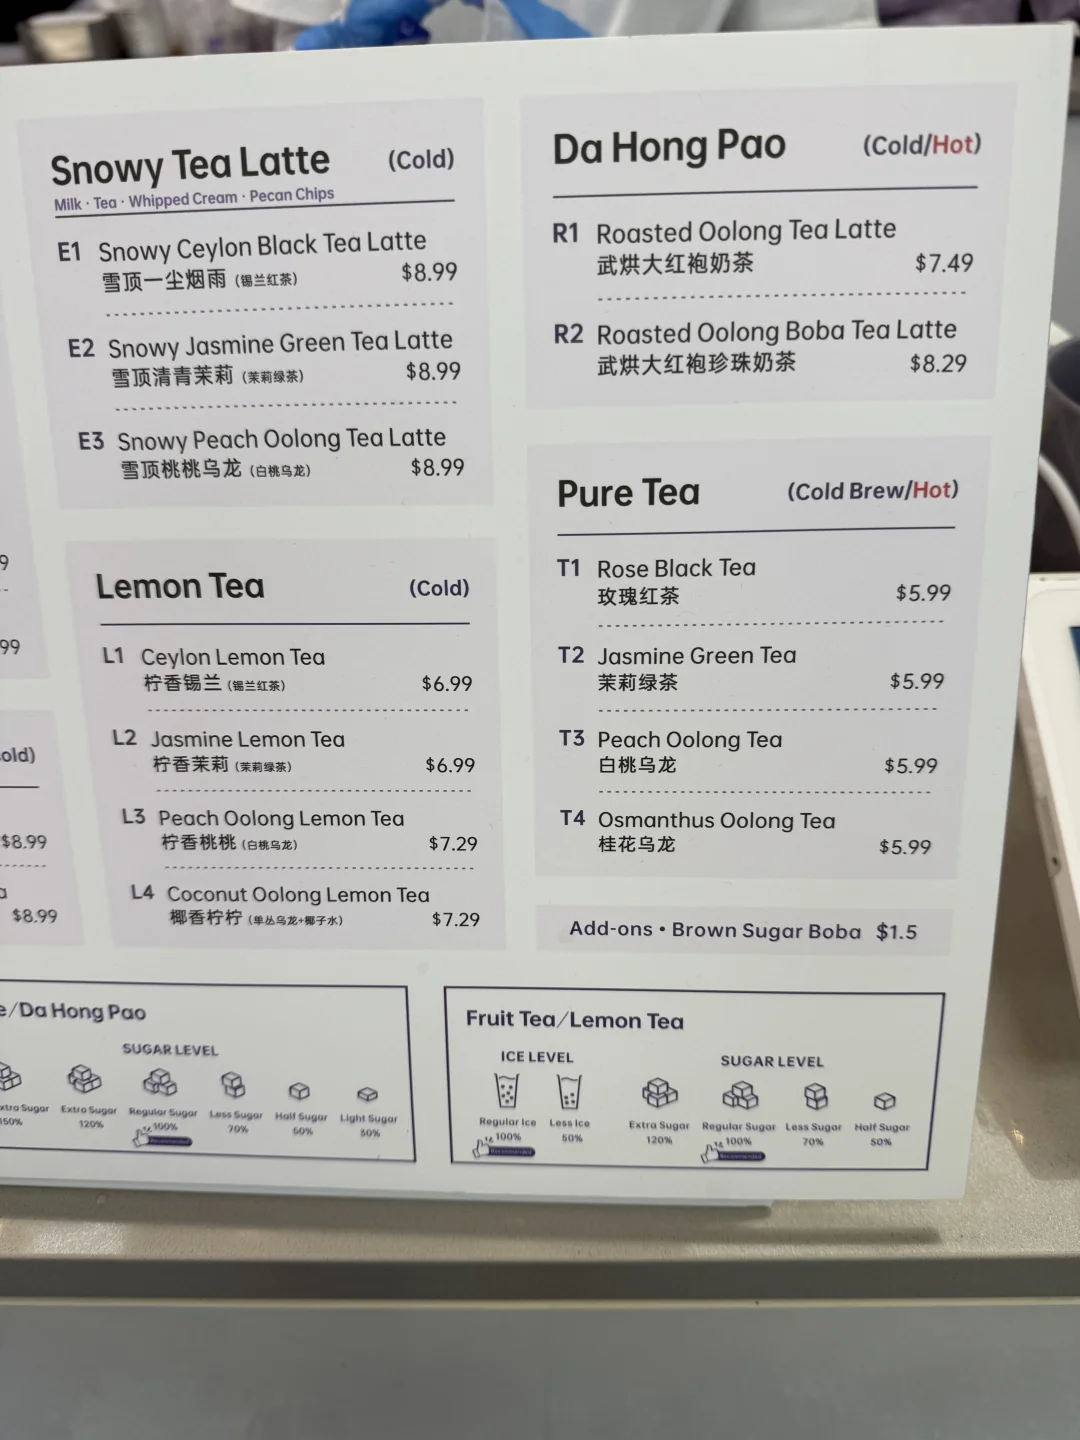 Snowy Tea Latte (Cold)
Milk · Tea · Whipped Cream · Pecan Chips
E1 Snowy Ceylon Black Tea Latte
雪顶一尘烟雨 (锡兰红茶) $8.99
E2 Snowy Jasmine Green Tea Latte
雪顶清青茉莉 (茉莉绿茶) $8.99
E3 Snowy Peach Oolong Tea Latte
雪顶桃桃乌龙 (白桃乌龙) $8.99
Lemon Tea (Cold)
L1 Ceylon Lemon Tea
柠香锡兰 (锡兰红茶) $6.99
L2 Jasmine Lemon Tea
柠香茉莉 (茉莉绿茶) $6.99
L3 Peach Oolong Lemon Tea
柠香桃桃 (白桃乌龙) $7.29
L4 Coconut Oolong Lemon Tea
椰香柠柠 (单丛乌龙+椰子水) $7.29
Da Hong Pao (Cold/Hot)
R1 Roasted Oolong Tea Latte
武烘大红袍奶茶 $7.49
R2 Roasted Oolong Boba Tea Latte
武烘大红袍珍珠奶茶 $8.29
Pure Tea (Cold Brew/Hot)
T1 Rose Black Tea
玫瑰红茶 $5.99
T2 Jasmine Green Tea
茉莉绿茶 $5.99
T3 Peach Oolong Tea
白桃乌龙 $5.99
T4 Osmanthus Oolong Tea
桂花乌龙 $5.99
Add-ons • Brown Sugar Boba $1.5
9
99
old)
$8.99
a
$8.99
e/Da Hong Pao
SUGAR LEVEL
xtra Sugar Extra Sugar Regular Sugar Less Sugar Half Sugar Light Sugar
150% 120% 100% 70% 50% 30%
Recommended
Fruit Tea/Lemon Tea
ICE LEVEL SUGAR LEVEL
Regular Ice Less Ice Extra Sugar Regular Sugar Less Sugar Half Sugar
100% 50% 120% 100% 70% 50%
Recommended Recommended